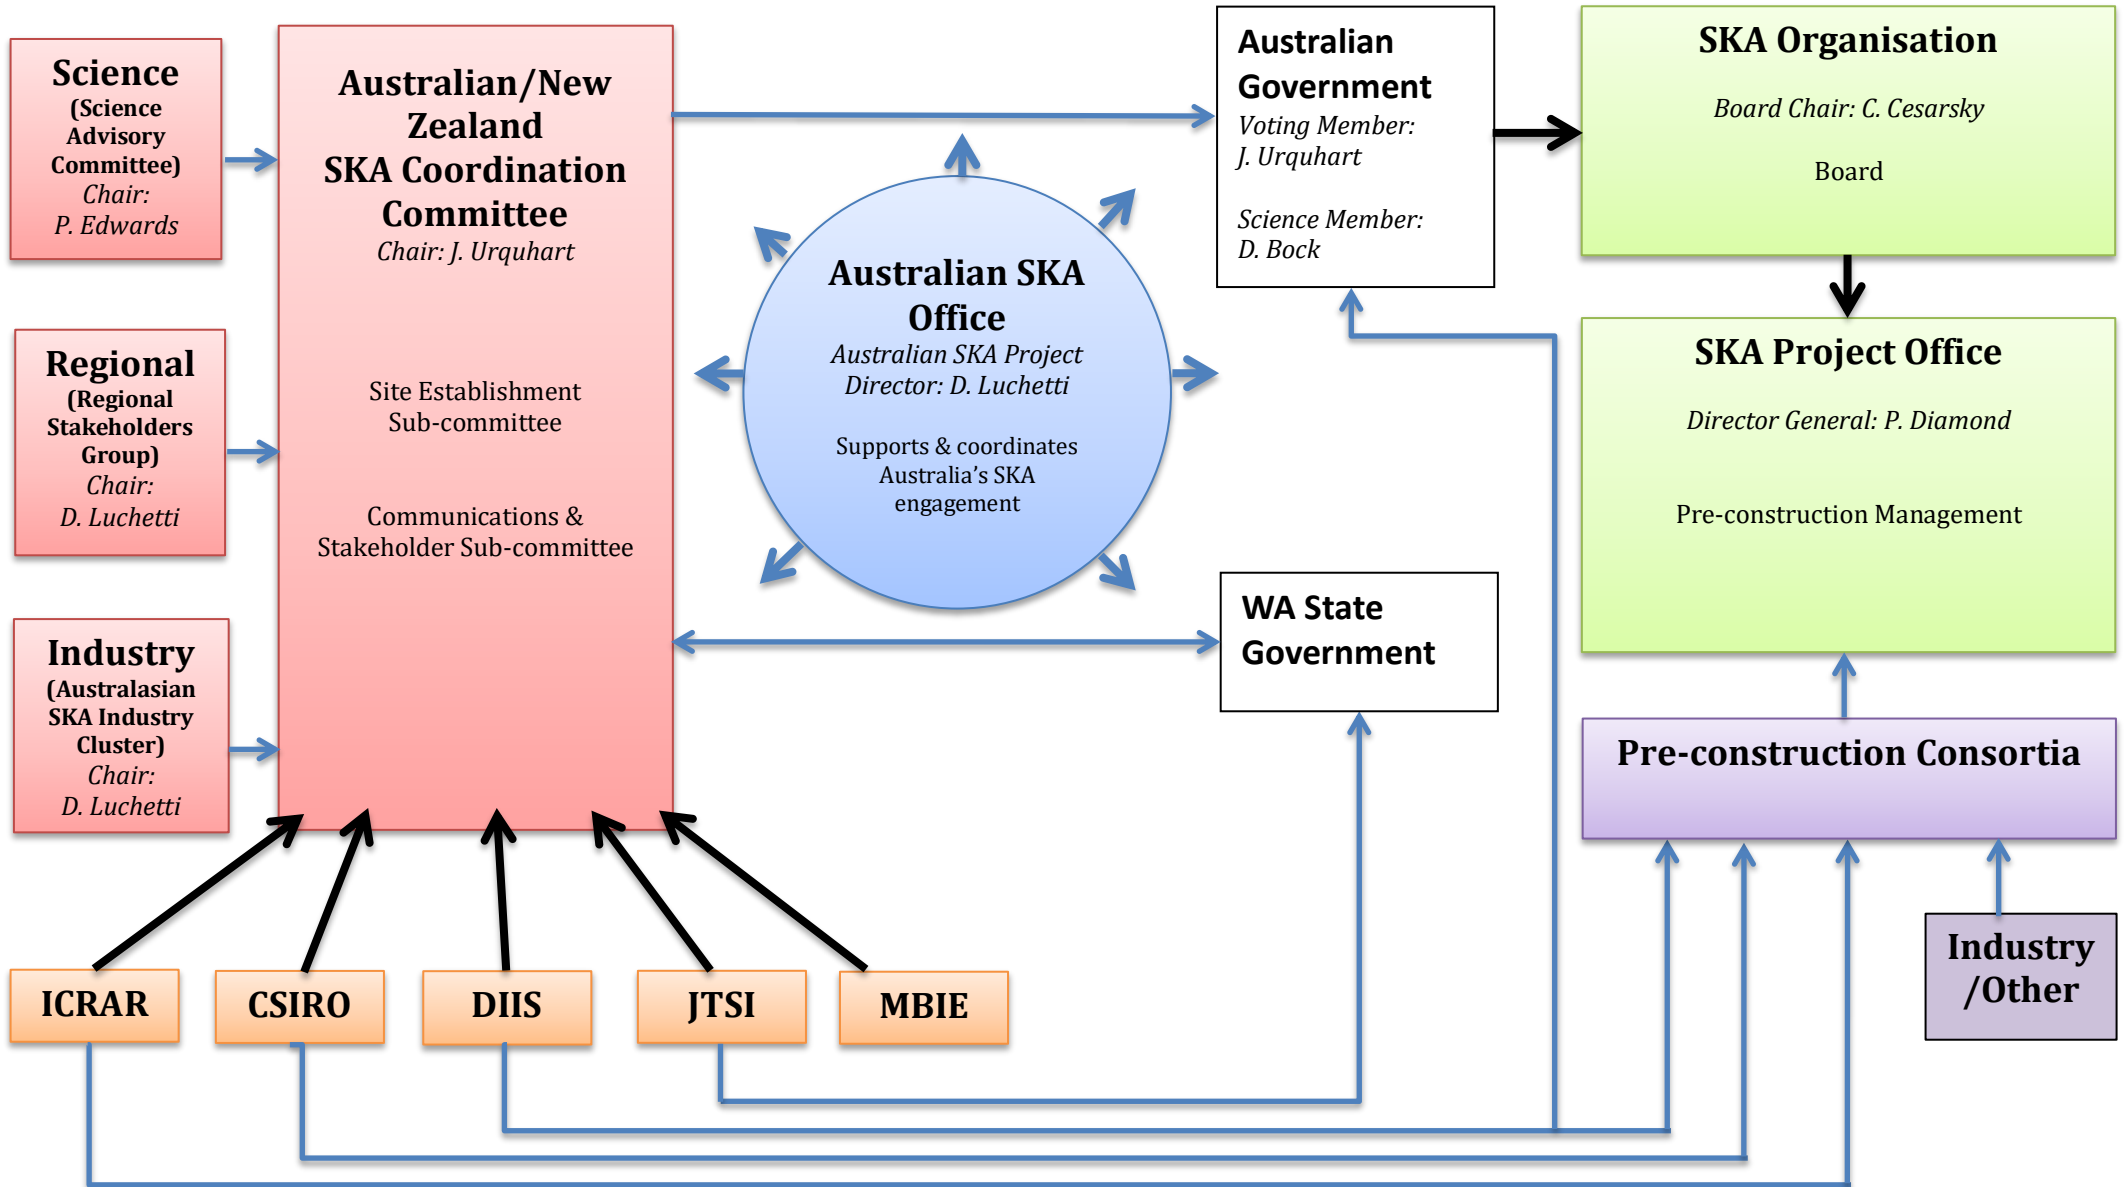 Science
(Science
Advisory
Committee)
Chair:
P. Edwards
Regional
(Regional
Stakeholders
Group)
Chair:
D. Luchetti
Industry
(Australasian
SKA Industry
Cluster)
Chair:
D. Luchetti
Australian/New
Zealand
SKA Coordination
Committee
Chair: J. Urquhart
Site Establishment
Sub-committee
Communications &
Stakeholder Sub-committee
Australian SKA
Office
Australian SKA Project
Director: D. Luchetti
Supports & coordinates
Australia’s SKA
engagement
Australian
Government
Voting Member:
J. Urquhart
Science Member:
D. Bock
WA State
Government
SKA Organisation
Board Chair: C. Cesarsky
Board
SKA Project Office
Director General: P. Diamond
Pre-construction Management
Pre-construction Consortia
Industry
/Other
ICRAR
CSIRO
DIIS
JTSI
MBIE